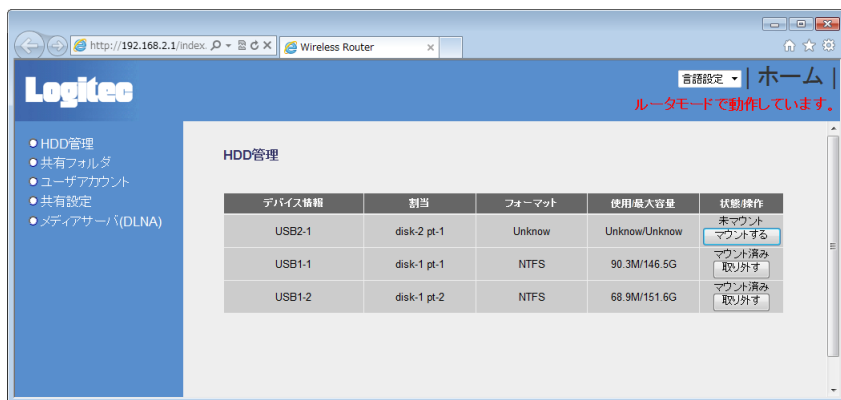 http://192.168.2.1/index.
Wireless Router
Logitec
言語設定
|ホーム|
ルータモードで動作しています。
HDD管理
共有フォルダ
ユーザアカウント
共有設定
メディアサーバ(DLNA)
HDD管理
デバイス情報 割当 フォーマット 使用/最大容量 状態/操作
USB2-1 disk-2 pt-1 Unknow Unknow/Unknow 未マウント マウントする
USB1-1 disk-1 pt-1 NTFS 90.3M/146.5G マウント済み 取り外す
USB1-2 disk-1 pt-2 NTFS 68.9M/151.6G マウント済み 取り外す